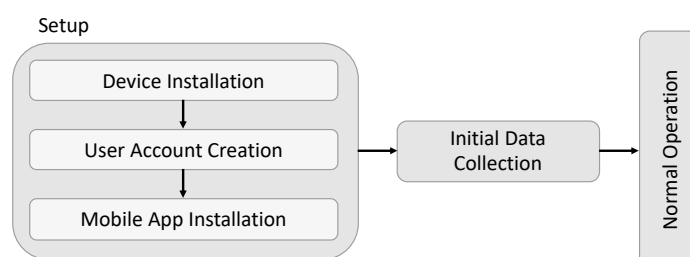 Setup
Device Installation
User Account Creation
Mobile App Installation
Initial Data
Collection
Normal Operation